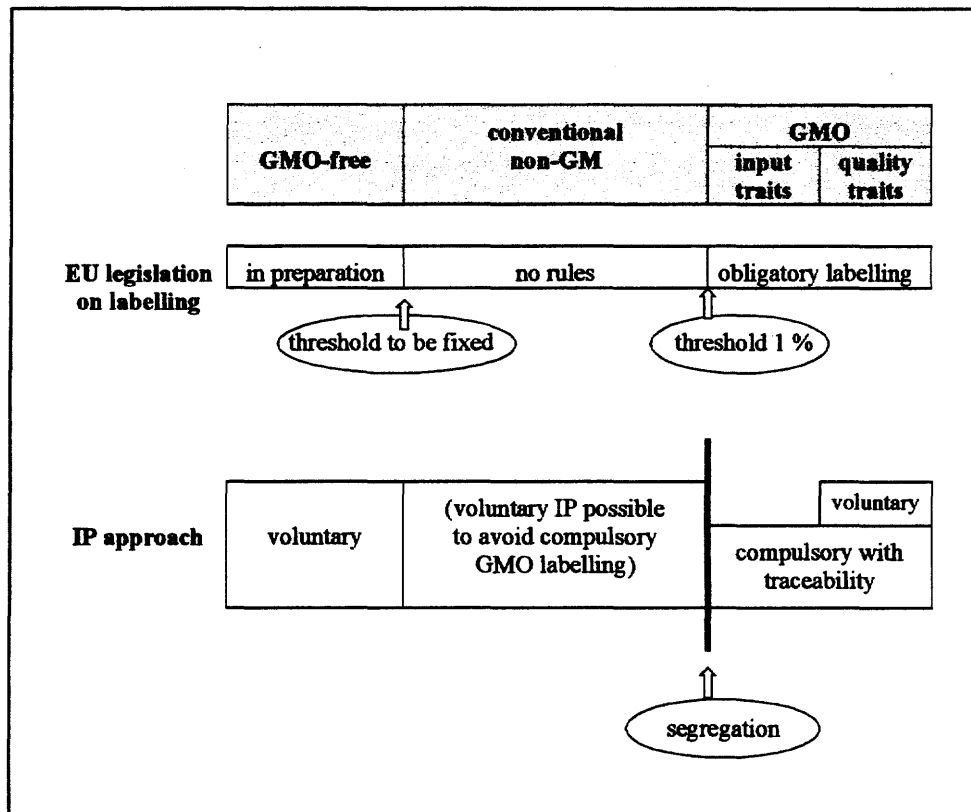 GMO-free
conventional
non-GM
GMO
input
traits
quality
traits
EU legislation
on labelling
in preparation
no rules
obligatory labelling
threshold to be fixed
threshold 1 %
IP approach
voluntary
(voluntary IP possible
to avoid compulsory
GMO labelling)
voluntary
compulsory with
traceability
segregation